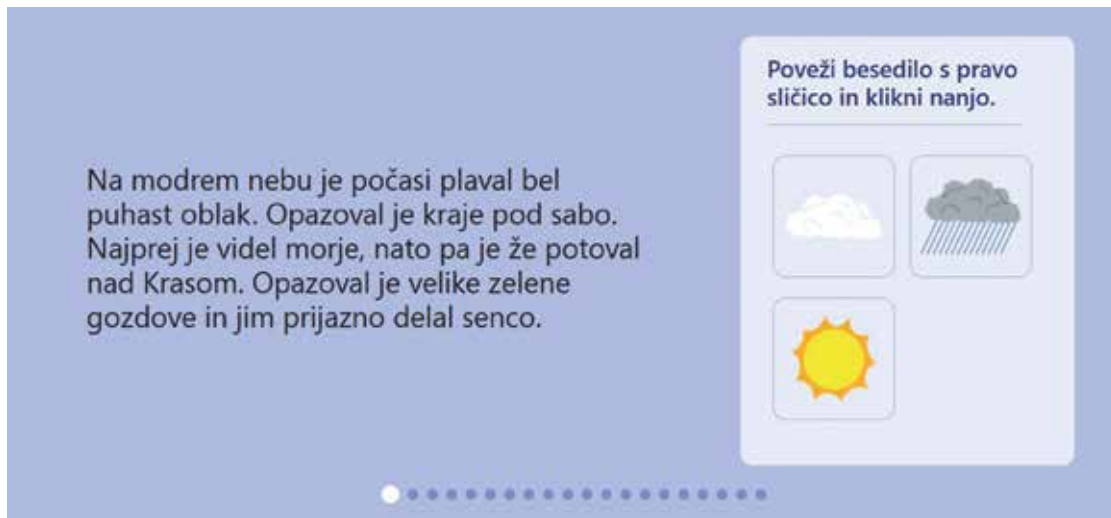 Na modrem nebu je počasi plaval bel
puhast oblak. Opazoval je kraje pod sabo.
Najprej je videl morje, nato pa je že potoval
nad Krasom. Opazoval je velike zelene
gozdove in jim prijazno delal senco.
Poveži besedilo s pravo
sličico in klikni nanjo.